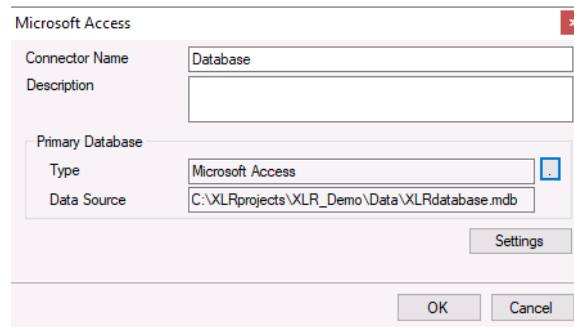 Microsoft Access
Connector Name Database
Description
Primary Database
Type Microsoft Access .
Data Source C:\XLRprojects\XLR_Demo\Data\XLRdatabase.mdb
Settings
OK Cancel